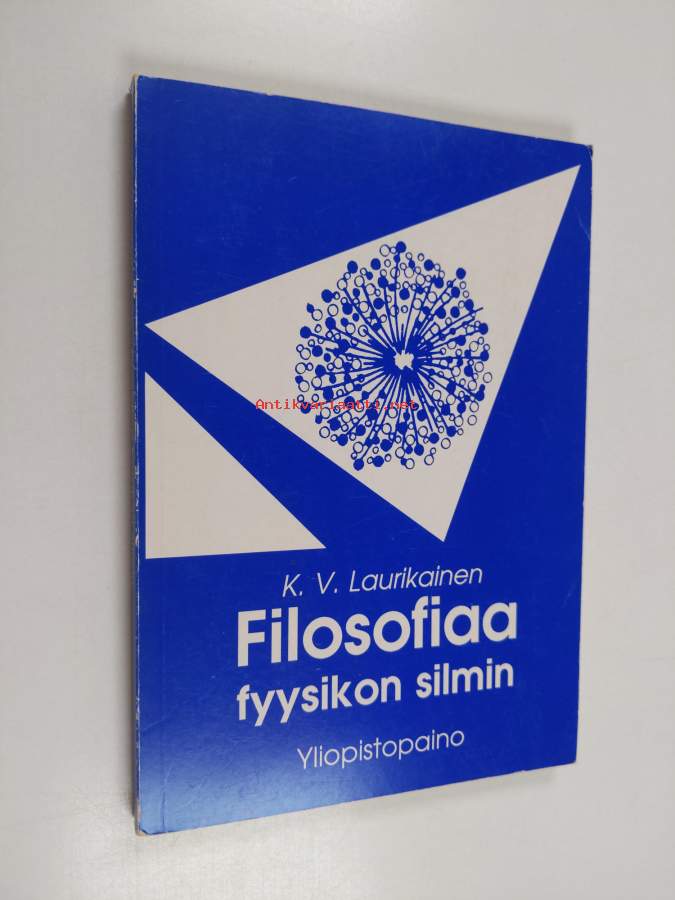 Antikvariaatti.net
K. V. Laurikainen
Filosofiaa
fyysikon silmin
Yliopistopaino